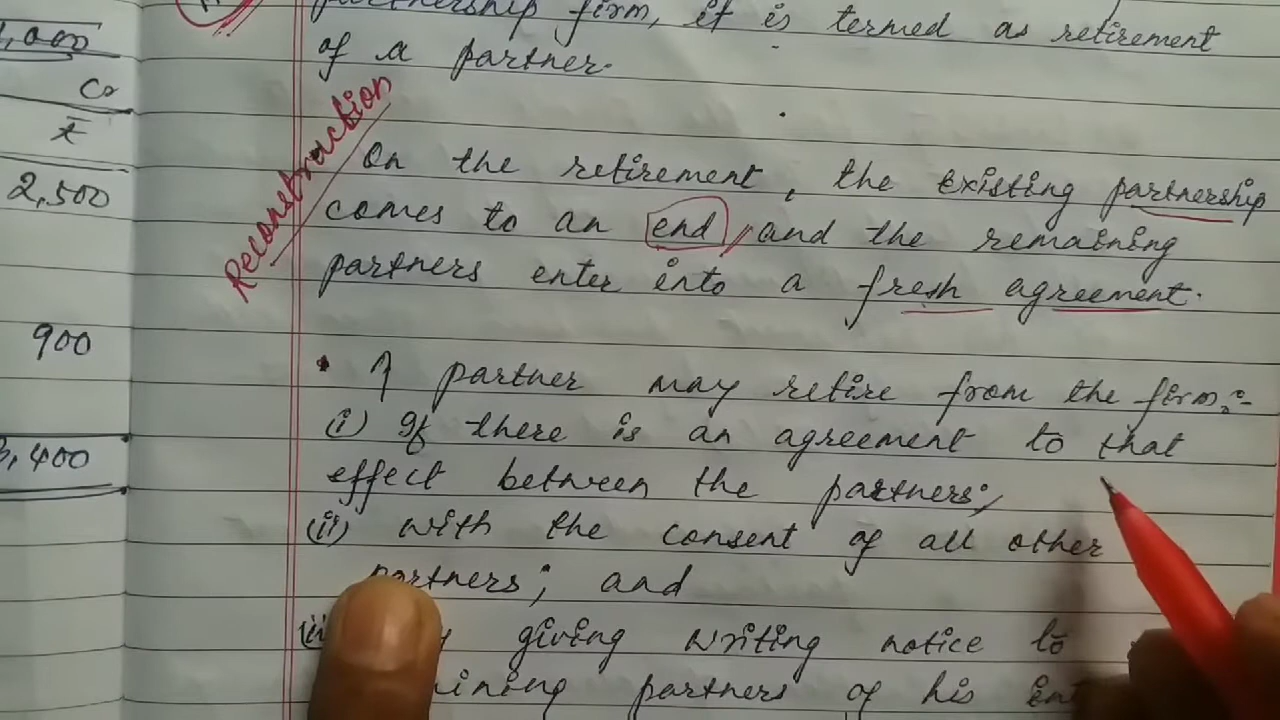 partnership firm, it is termed as retirement
of a partner.
Reconstruction
On the retirement, the existing partnership
comes to an end, and the remaining
partners enter into a fresh agreement.
• A partner may retire from the firm:-
(i) If there is an agreement to that
effect between the partners;
(ii) with the consent of all other
partners; and
giving writing notice to
partners of his
,000
Cr
₹
2,500
900
3,400